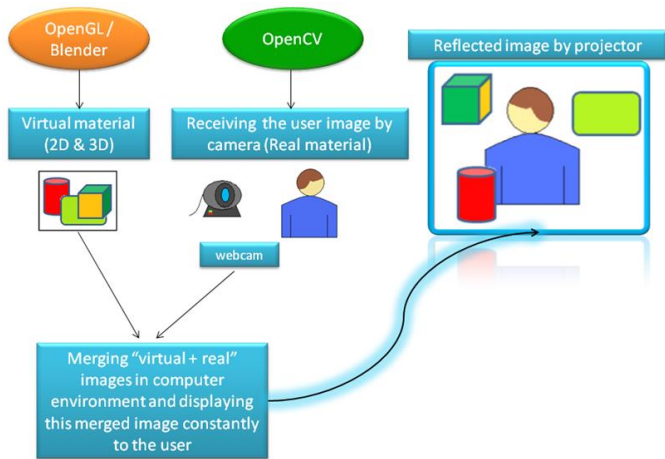 OpenGL /
Blender
OpenCV
Reflected image by projector
Virtual material
(2D & 3D)
Receiving the user image by
camera (Real material)
webcam
Merging “virtual + real”
images in computer
environment and displaying
this merged image constantly
to the user